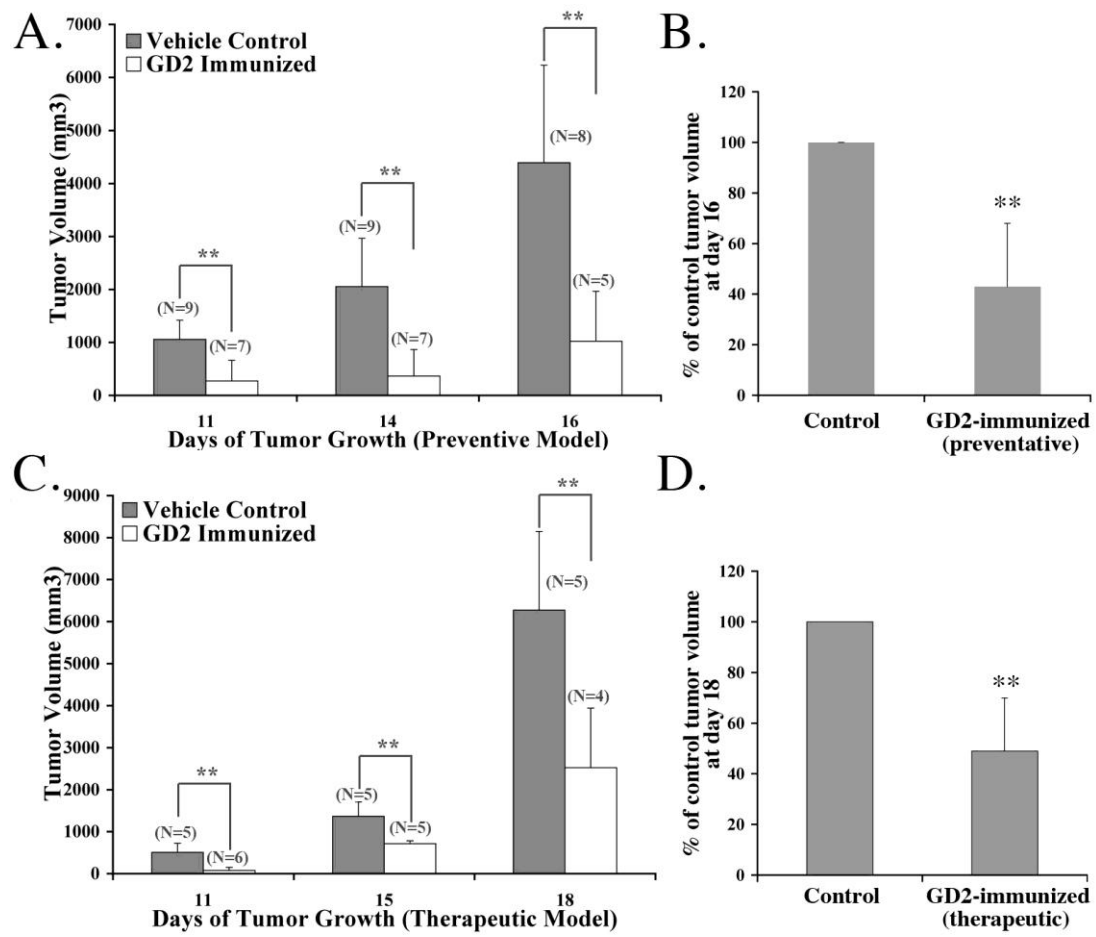 A.
Vehicle Control
GD2 Immunized
Tumor Volume (mm3)
7000
6000
5000
4000
3000
2000
1000
0
**
(N=9)
(N=7)
**
(N=9)
(N=7)
**
(N=8)
(N=5)
11
14
16
Days of Tumor Growth (Preventive Model)
B.
% of control tumor volume
at day 16
120
100
80
60
40
20
0
**
Control
GD2-immunized
(preventative)
C.
Vehicle Control
GD2 Immunized
Tumor Volume (mm3)
9000
8000
7000
6000
5000
4000
3000
2000
1000
0
**
(N=5)
(N=6)
**
(N=5)
(N=5)
**
(N=5)
(N=4)
11
15
18
Days of Tumor Growth (Therapeutic Model)
D.
% of control tumor volume
at day 18
120
100
80
60
40
20
0
**
Control
GD2-immunized
(therapeutic)